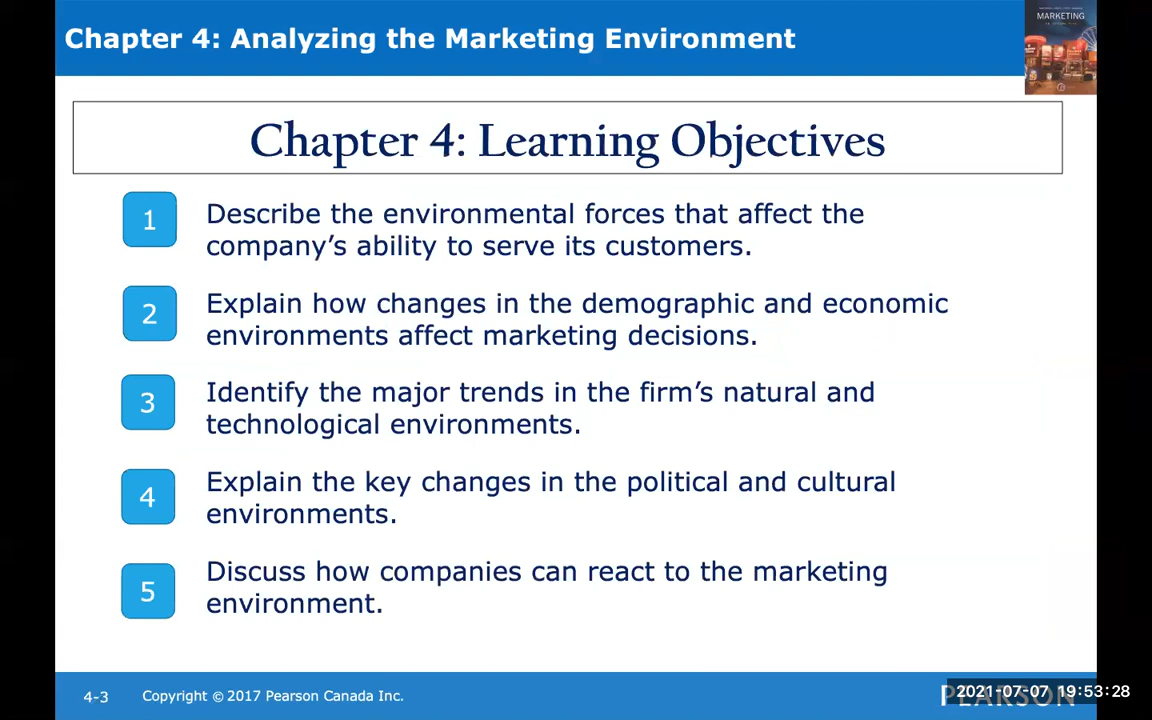 Chapter 4: Analyzing the Marketing Environment
MARKETING
Chapter 4: Learning Objectives
1
Describe the environmental forces that affect the
company’s ability to serve its customers.
2
Explain how changes in the demographic and economic
environments affect marketing decisions.
3
Identify the major trends in the firm’s natural and
technological environments.
4
Explain the key changes in the political and cultural
environments.
5
Discuss how companies can react to the marketing
environment.
4-3
Copyright © 2017 Pearson Canada Inc.
PEARSON
2021-07-07 19:53:28